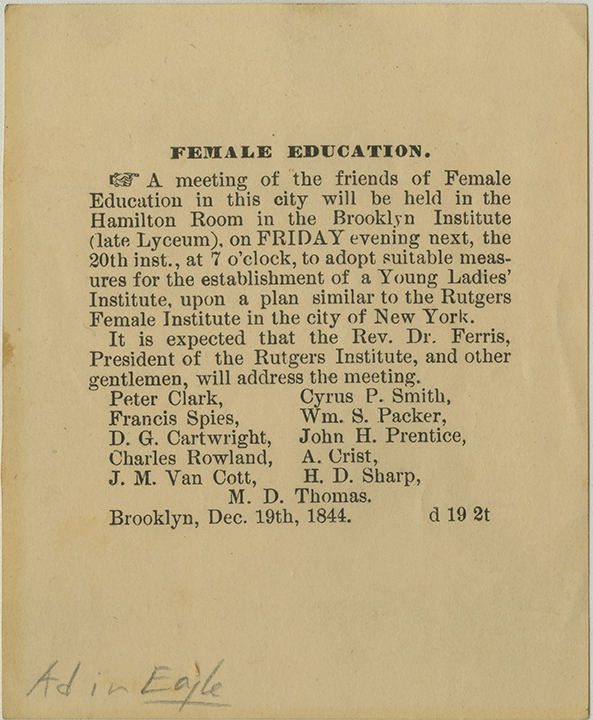 FEMALE EDUCATION.
☞ A meeting of the friends of Female
Education in this city will be held in the
Hamilton Room in the Brooklyn Institute
(late Lyceum), on FRIDAY evening next, the
20th inst., at 7 o'clock, to adopt suitable meas-
ures for the establishment of a Young Ladies'
Institute, upon a plan similar to the Rutgers
Female Institute in the city of New York.
It is expected that the Rev. Dr. Ferris,
President of the Rutgers Institute, and other
gentlemen, will address the meeting.
Peter Clark, Cyrus P. Smith,
Francis Spies, Wm. S. Packer,
D. G. Cartwright, John H. Prentice,
Charles Rowland, A. Crist,
J. M. Van Cott, H. D. Sharp,
M. D. Thomas.
Brooklyn, Dec. 19th, 1844. d 19 2t
Ad in Eagle